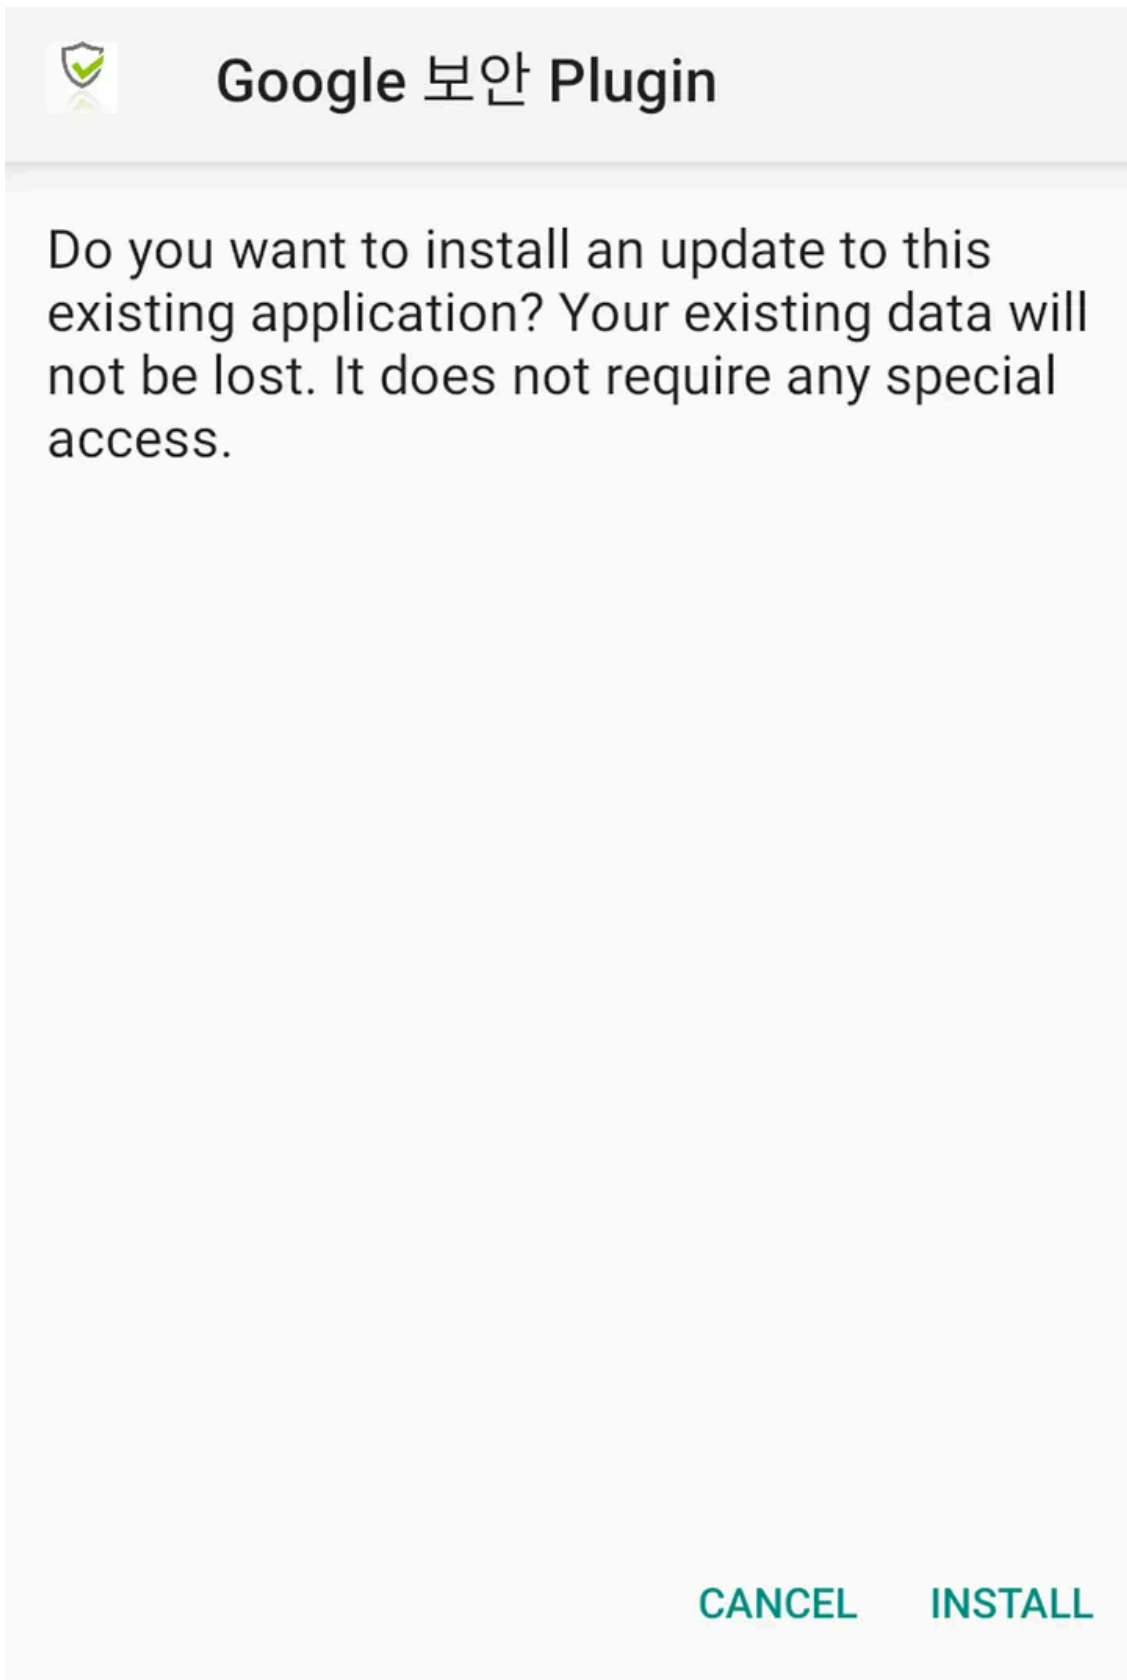 Google 보안 Plugin
Do you want to install an update to this
existing application? Your existing data will
not be lost. It does not require any special
access.
CANCEL INSTALL